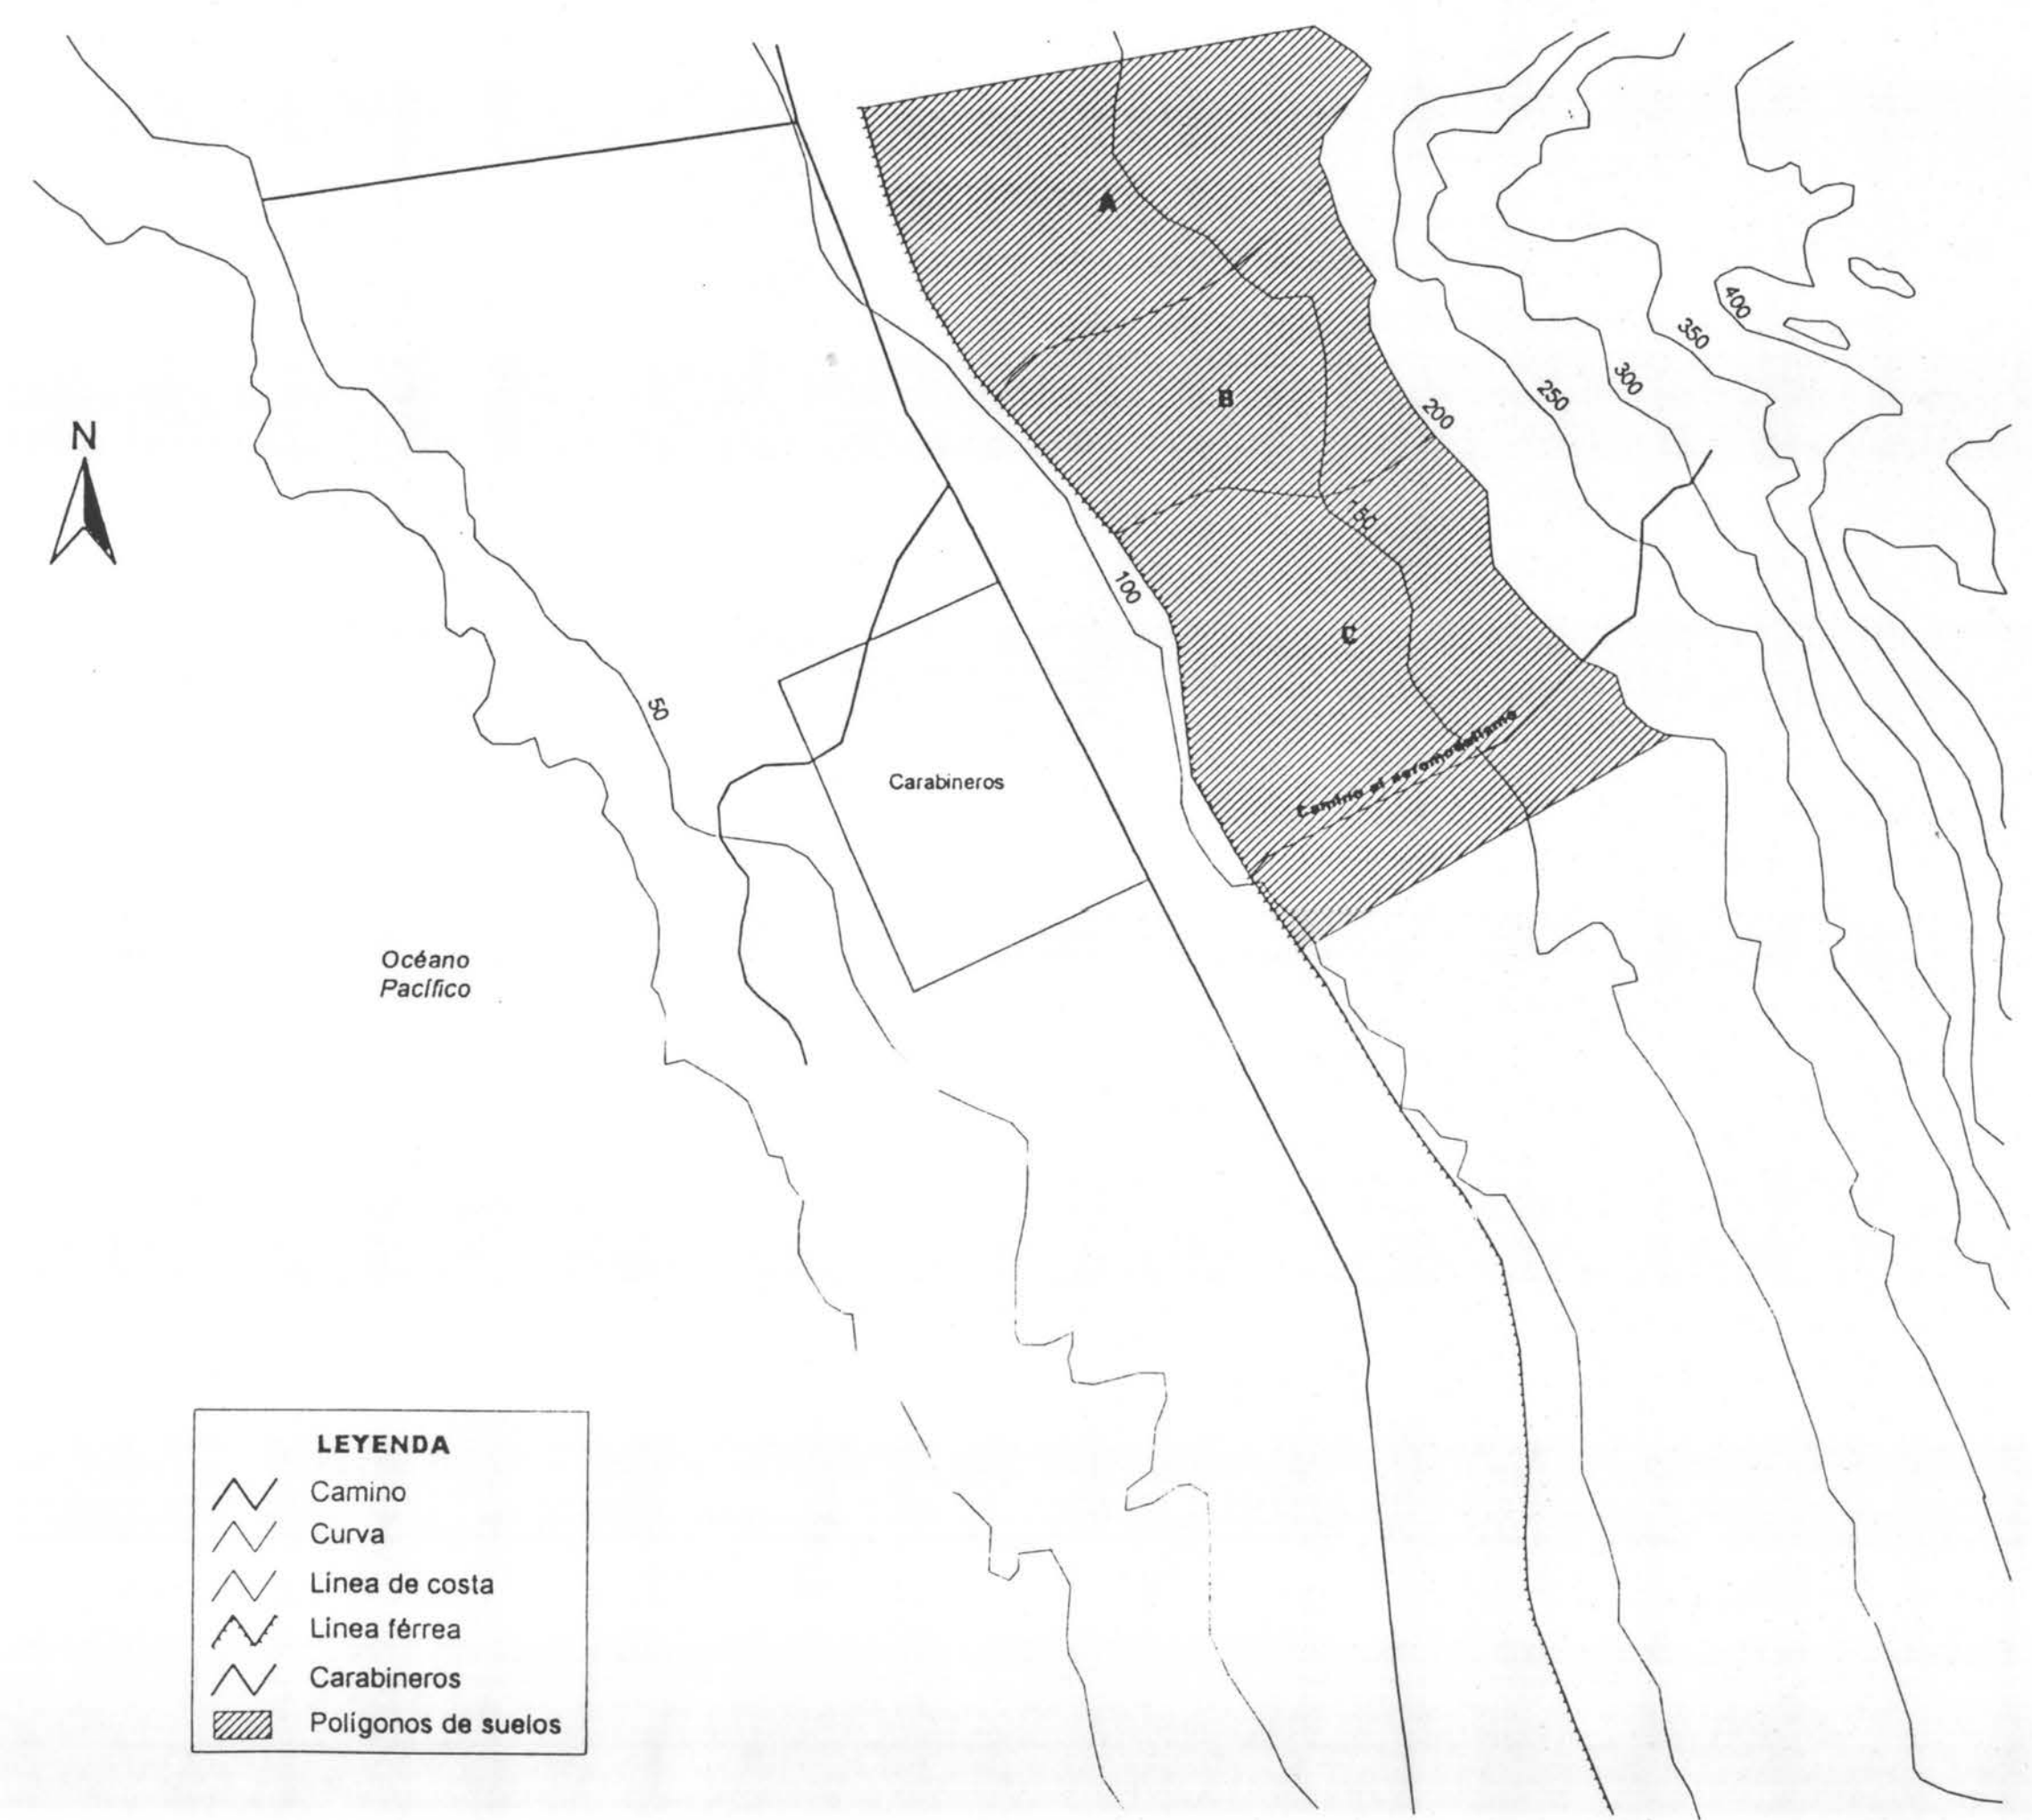 A
400
350
300
250
B
200
N
150
100
C
50
Camino al aeromodelismo
Carabineros
Océano
Pacífico
LEYENDA
Camino
Curva
Línea de costa
Línea férrea
Carabineros
Polígonos de suelos